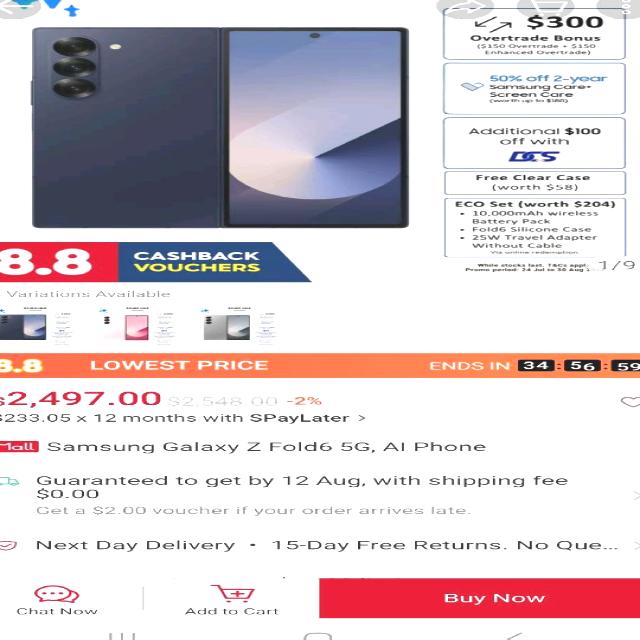 $300
Overtrade Bonus
($150 Overtrade + $150
Enhanced Overtrade)
50% off 2-year
Samsung Care+
Screen Care
(worth up to $180)
Additional $100
off with
DCS
Free Clear Case
(worth $58)
ECO Set (worth $204)
• 10,000mAh wireless
Battery Pack
• Fold6 Silicone Case
• 25W Travel Adapter
Without Cable
Via online redemption
While stocks last. T&Cs appl
Promo period: 24 Jul to 30 Aug
1/9
8.8 CASHBACK
VOUCHERS
Variations Available
8.8 LOWEST PRICE ENDS IN 34 : 56 : 59
$2,497.00 $2,548.00 -2%
$233.05 x 12 months with SPayLater >
Mall Samsung Galaxy Z Fold6 5G, AI Phone
Guaranteed to get by 12 Aug, with shipping fee
$0.00
Get a $2.00 voucher if your order arrives late.
Next Day Delivery • 15-Day Free Returns. No Que...
Chat Now
Add to Cart
Buy Now